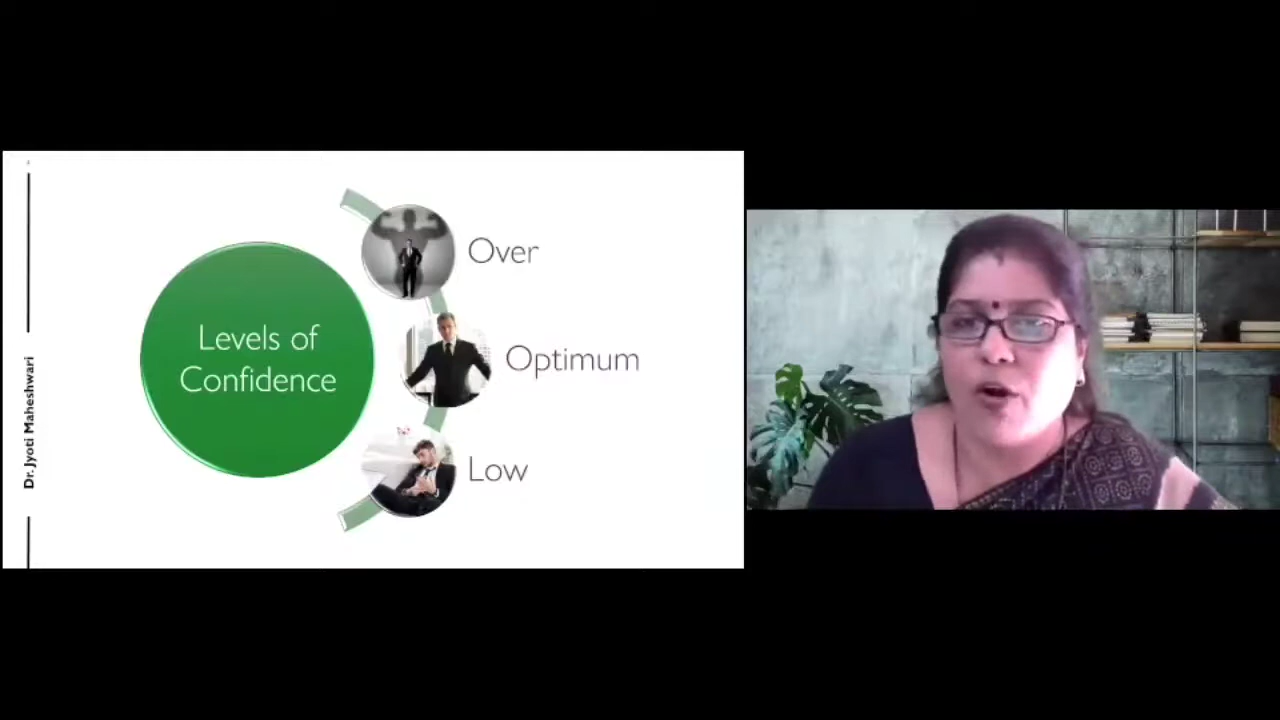 Dr. Jyoti Maheshwari
Levels of
Confidence
Over
Optimum
Low